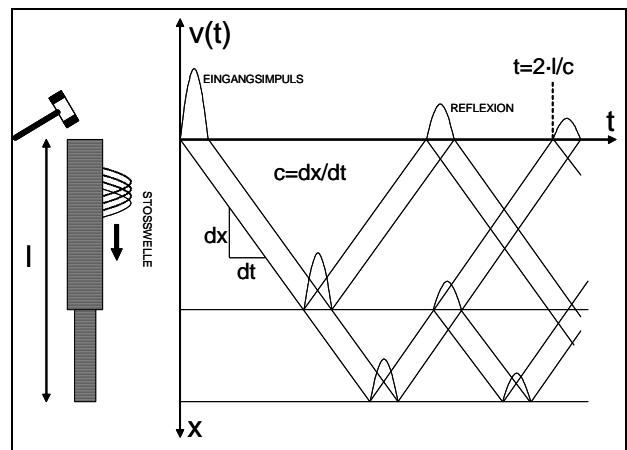 v(t)
t=2·l/c
EINGANGSIMPULS
REFLEXION
t
c=dx/dt
STOSSWELLE
dx
l
dt
x